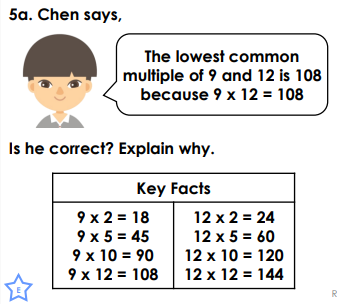 5a. Chen says,
The lowest common
multiple of 9 and 12 is 108
because 9 x 12 = 108
Is he correct? Explain why.
Key Facts
9 x 2 = 18
9 x 5 = 45
9 x 10 = 90
9 x 12 = 108
12 x 2 = 24
12 x 5 = 60
12 x 10 = 120
12 x 12 = 144
E
R